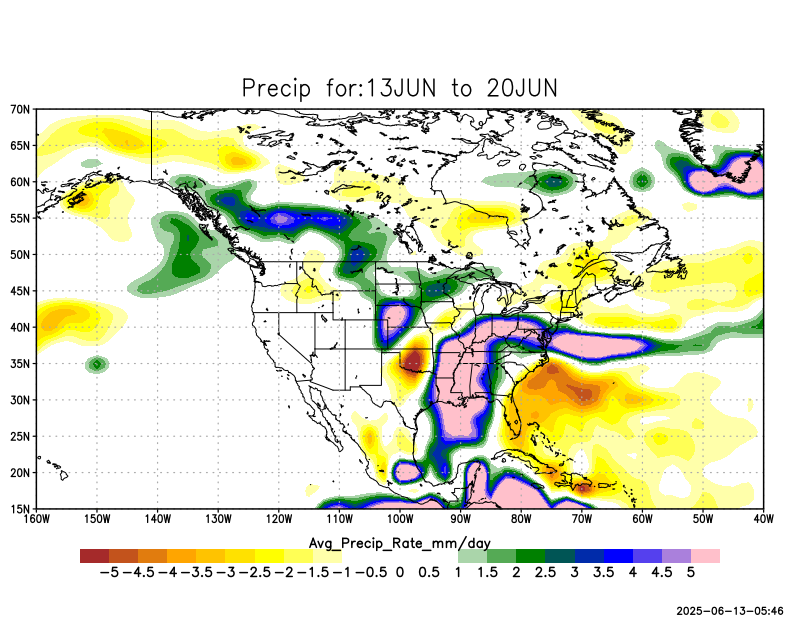 Precip for:13JUN to 20JUN
70N
65N
60N
55N
50N
45N
40N
35N
30N
25N
20N
15N
160W 150W 140W 130W 120W 110W 100W 90W 80W 70W 60W 50W 40W
Avg_Precip_Rate_mm/day
-5 -4.5 -4 -3.5 -3 -2.5 -2 -1.5 -1 -0.5 0 0.5 1 1.5 2 2.5 3 3.5 4 4.5 5
2025-06-13-05:46